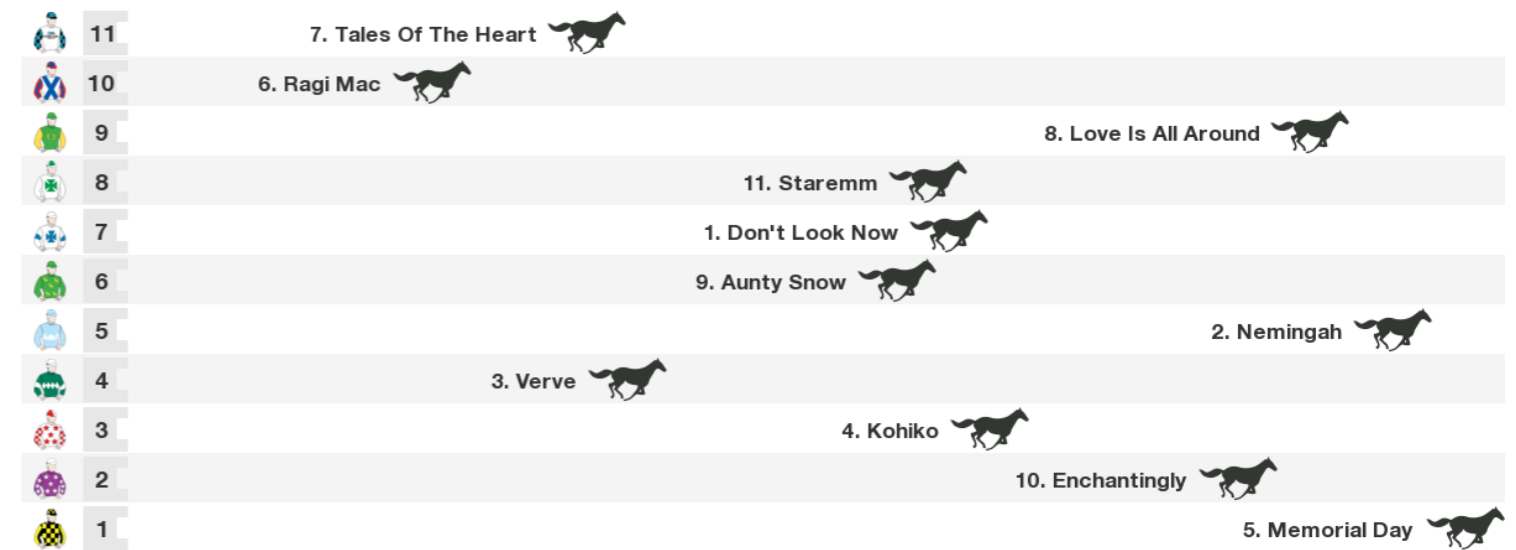 11 7. Tales Of The Heart
10 6. Ragi Mac
9 8. Love Is All Around
8 11. Staremm
7 1. Don't Look Now
6 9. Aunty Snow
5 2. Nemingah
4 3. Verve
3 4. Kohiko
2 10. Enchantingly
1 5. Memorial Day